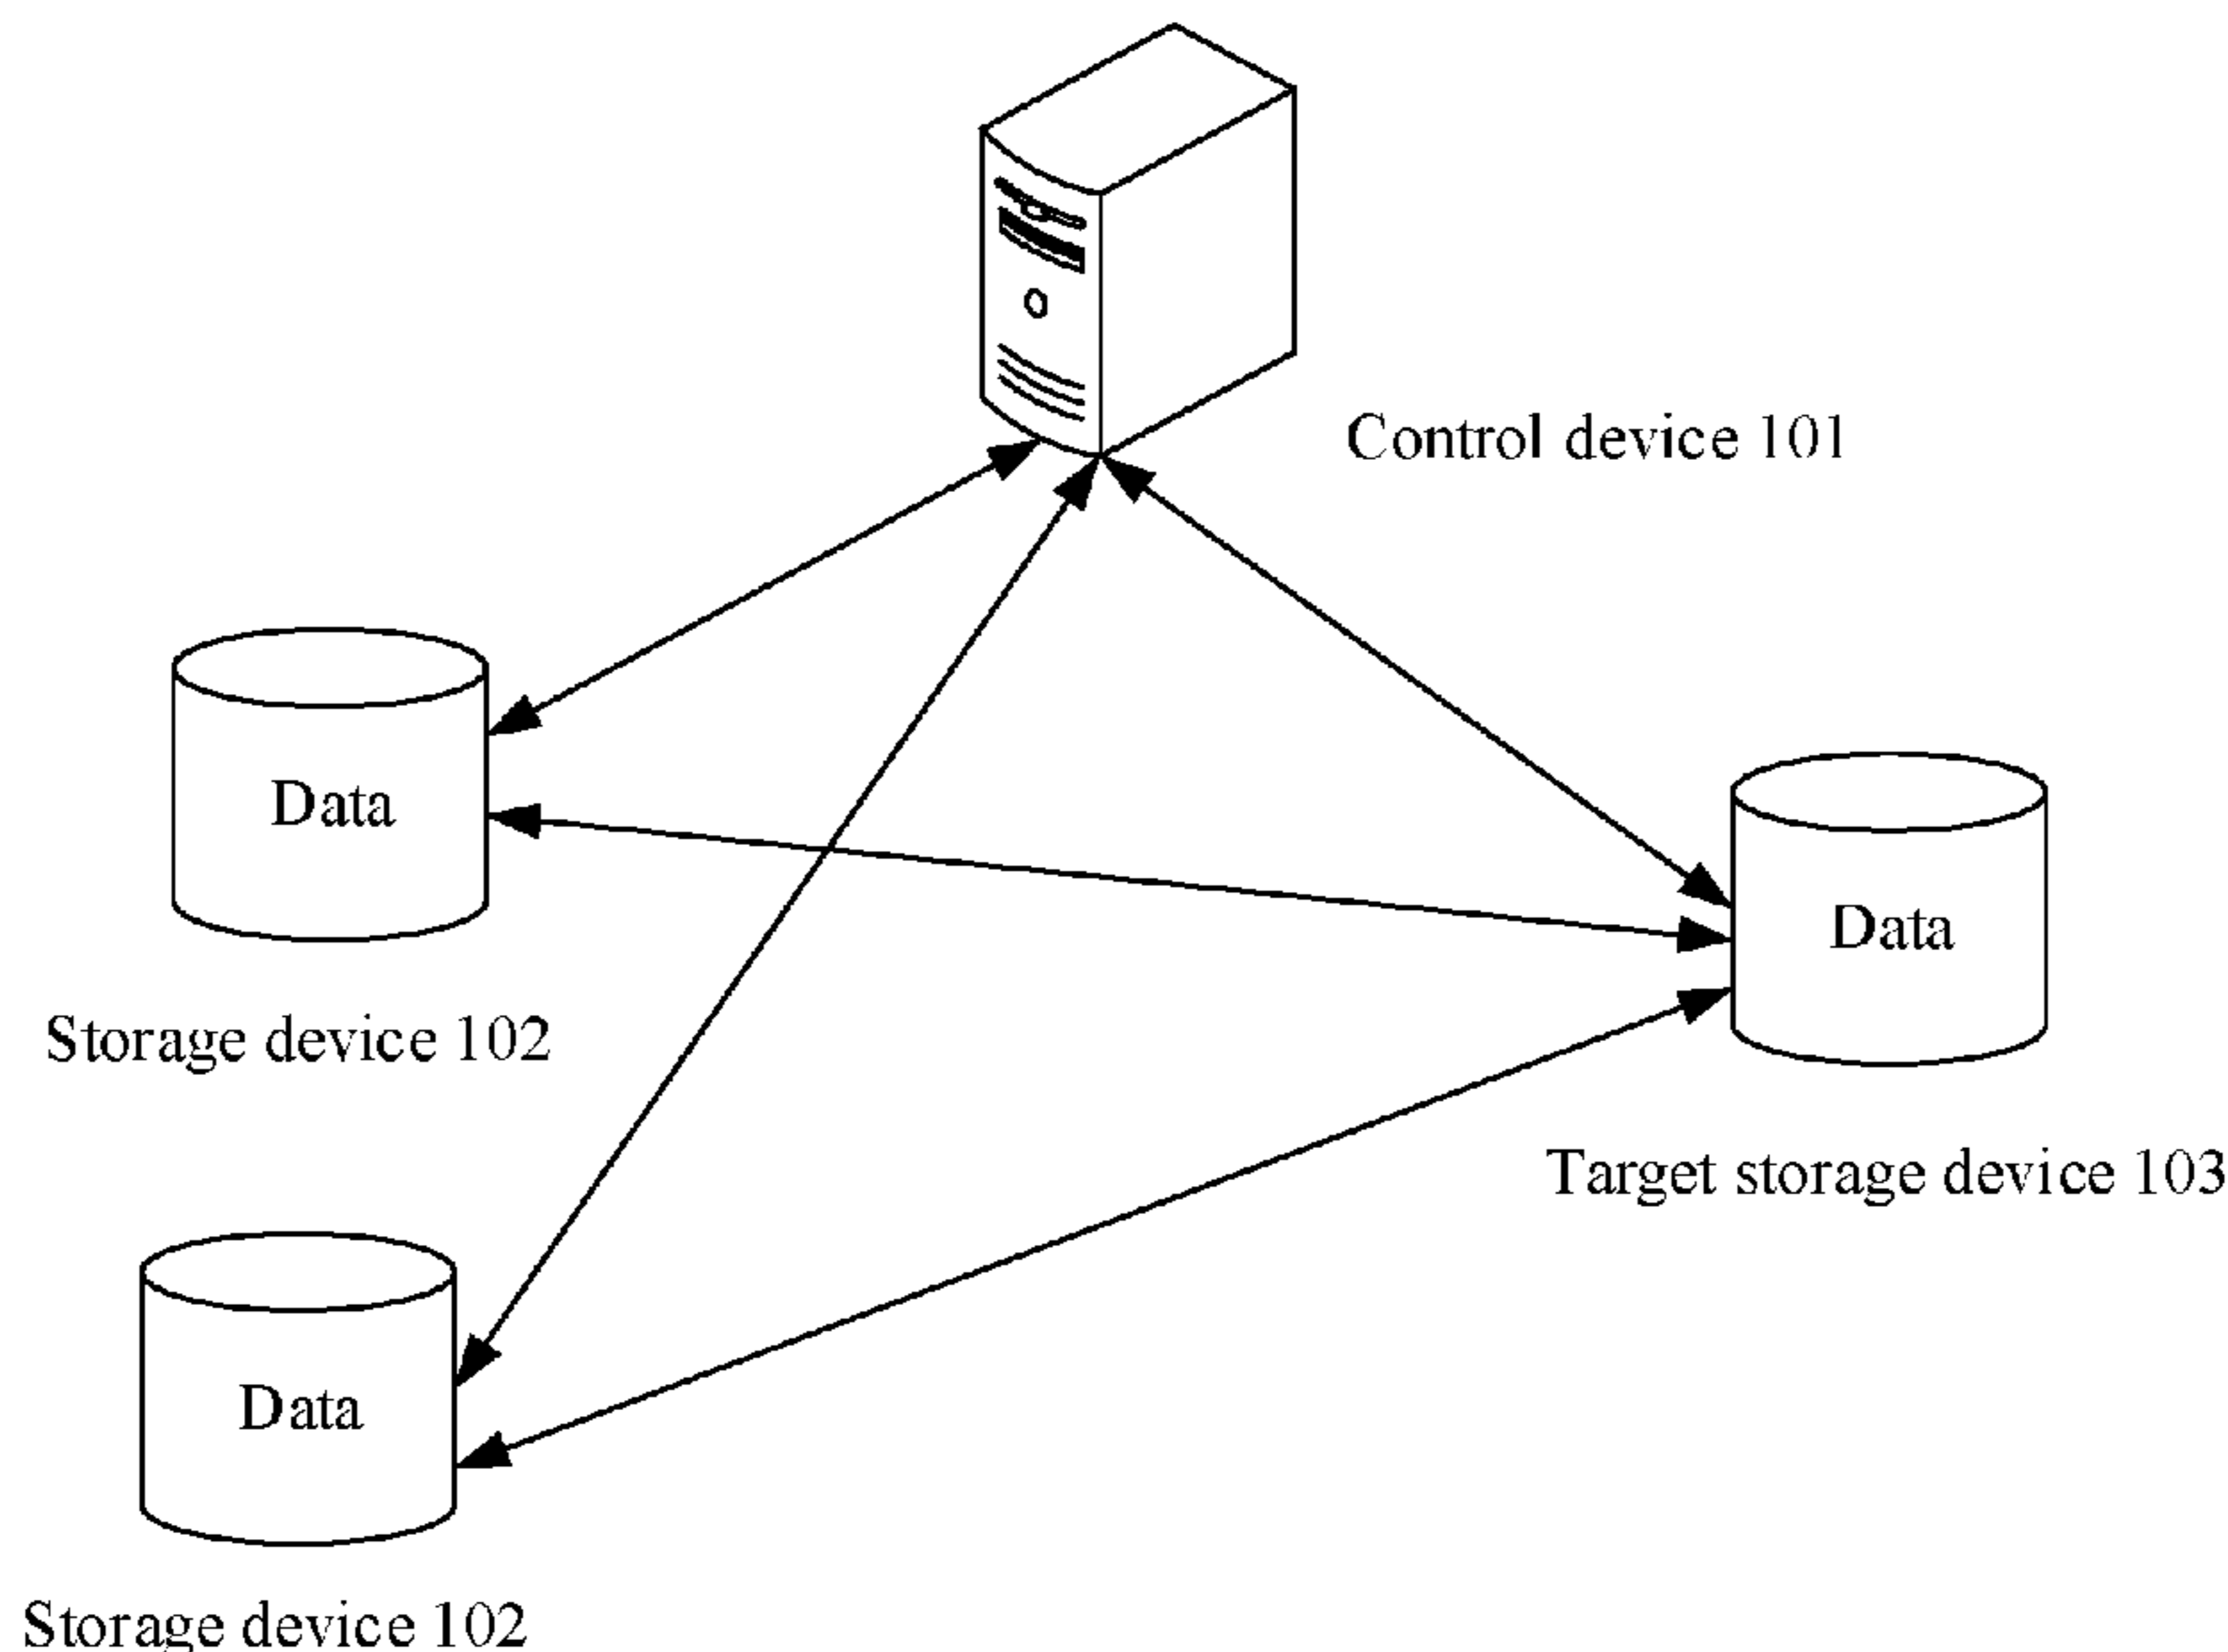 Control device 101
Data
Storage device 102
Data
Target storage device 103
Data
Storage device 102